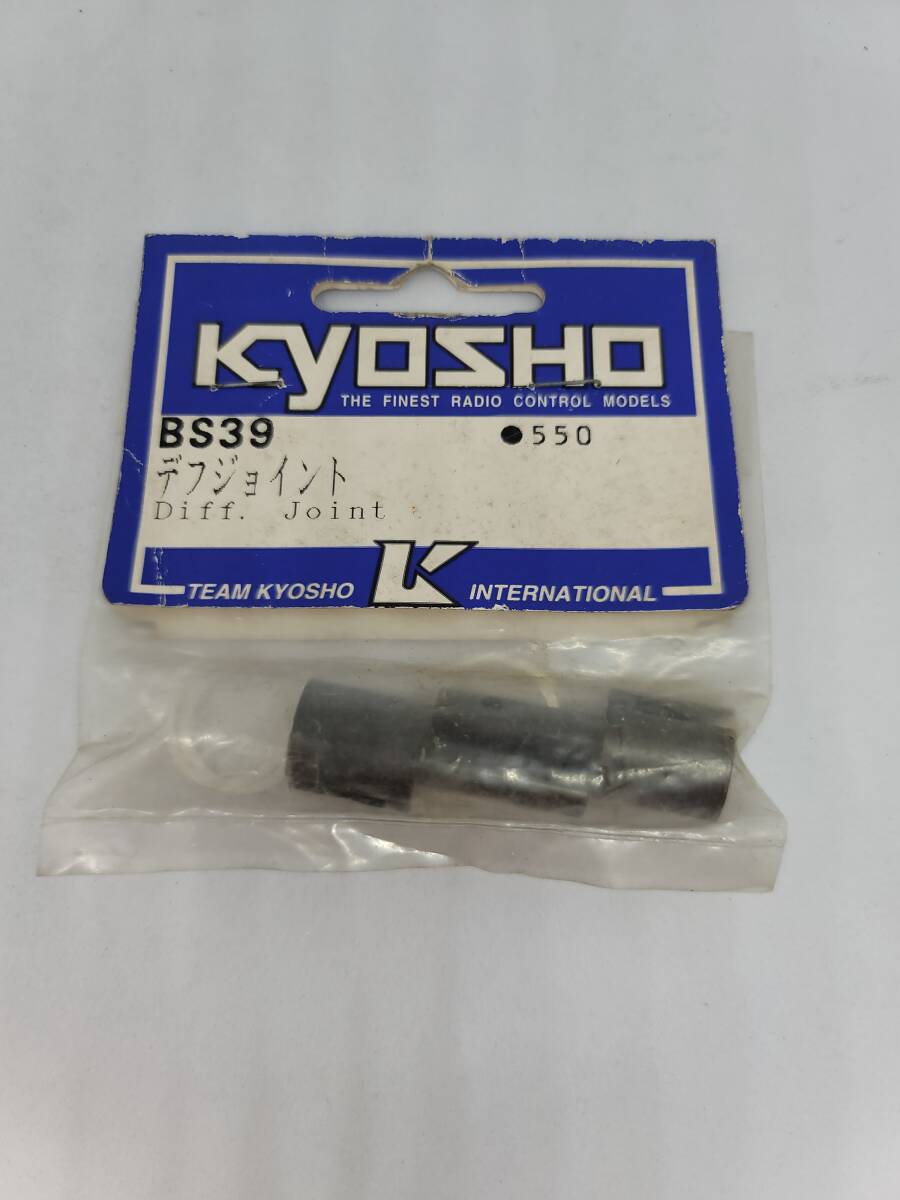 KYOSHO
THE FINEST RADIO CONTROL MODELS
BS39 ●550
デフジョイント
Diff. Joint
K
TEAM KYOSHO INTERNATIONAL